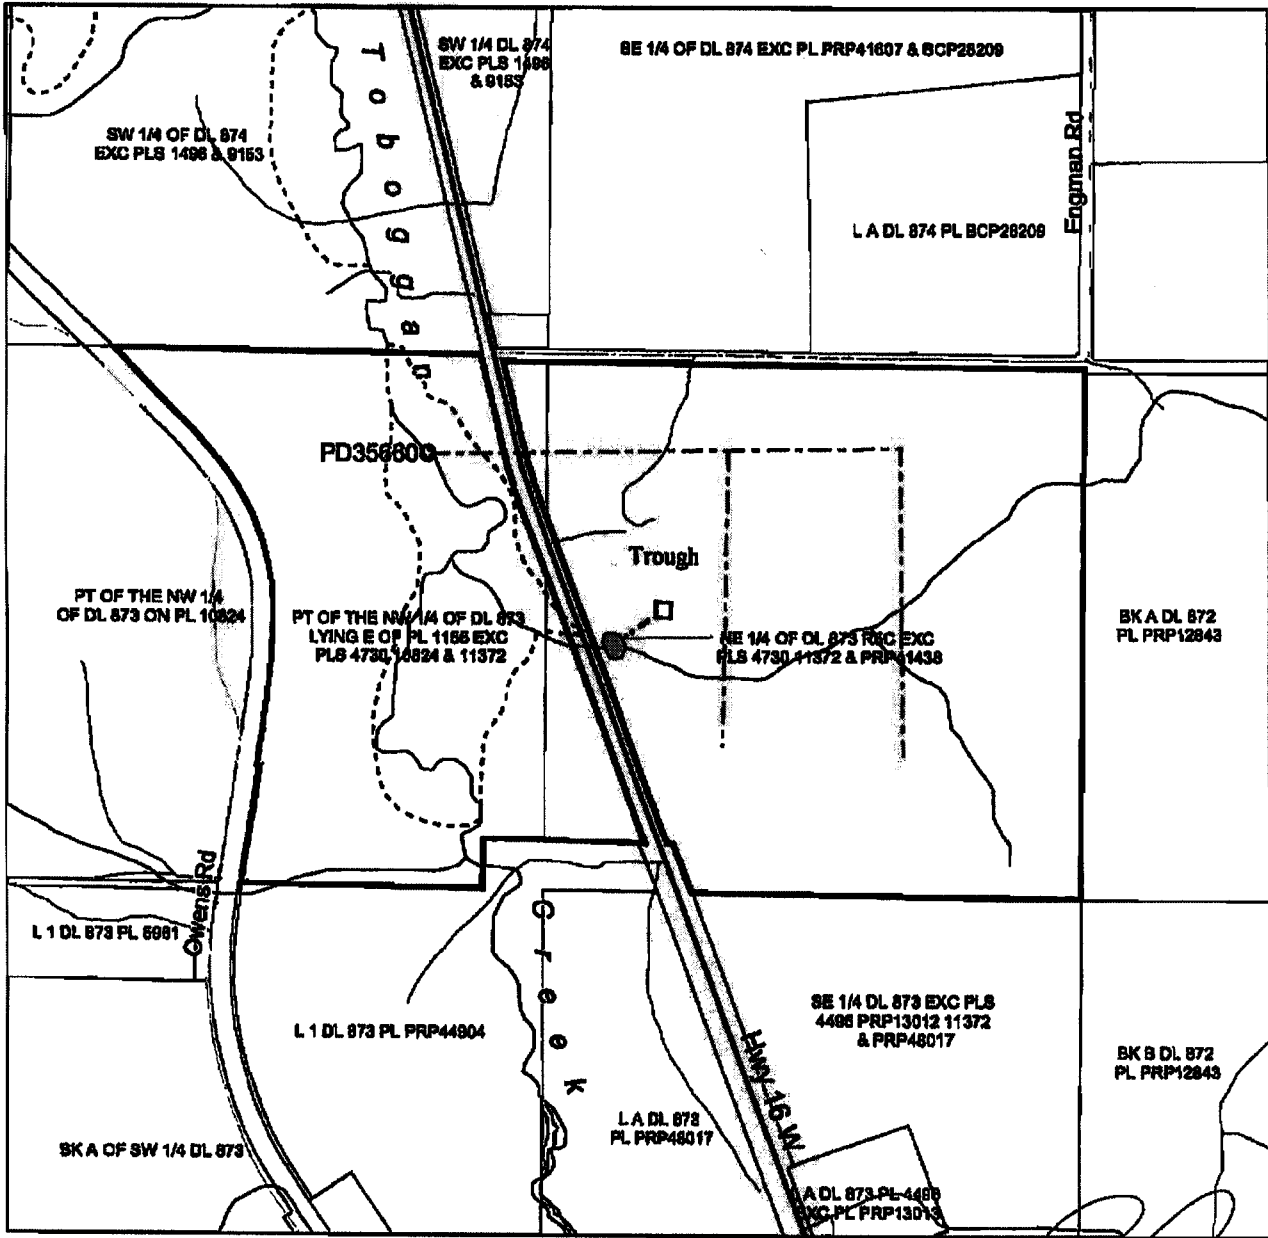 SW 1/4 DL 874
EXC PLS 1496
& 9153
SE 1/4 OF DL 874 EXC PL PRP41607 & BCP28209
SW 1/4 OF DL 874
EXC PLS 1496 & 9153
Toboggan
Engman Rd
L A DL 874 PL BCP28209
Trough
PT OF THE NW 1/4
OF DL 873 ON PL 10824
PT OF THE NW 1/4 OF DL 873
LYING E OF PL 1156 EXC
PLS 4730 10824 & 11372
NE 1/4 OF DL 873 EXC
PLS 4730 11372 &
BK A DL 872
PL PRP12843
Owens Rd
L 1 DL 873 PL 5981
Creek
L 1 DL 873 PL PRP44904
SE 1/4 DL 873 EXC PLS
4496 PRP13012 11372
& PRP48017
Hwy 16 W
BK B DL 872
PL PRP12843
L A DL 873
PL PRP48017
BK A OF SW 1/4 DL 873
A DL 873 PL 4496